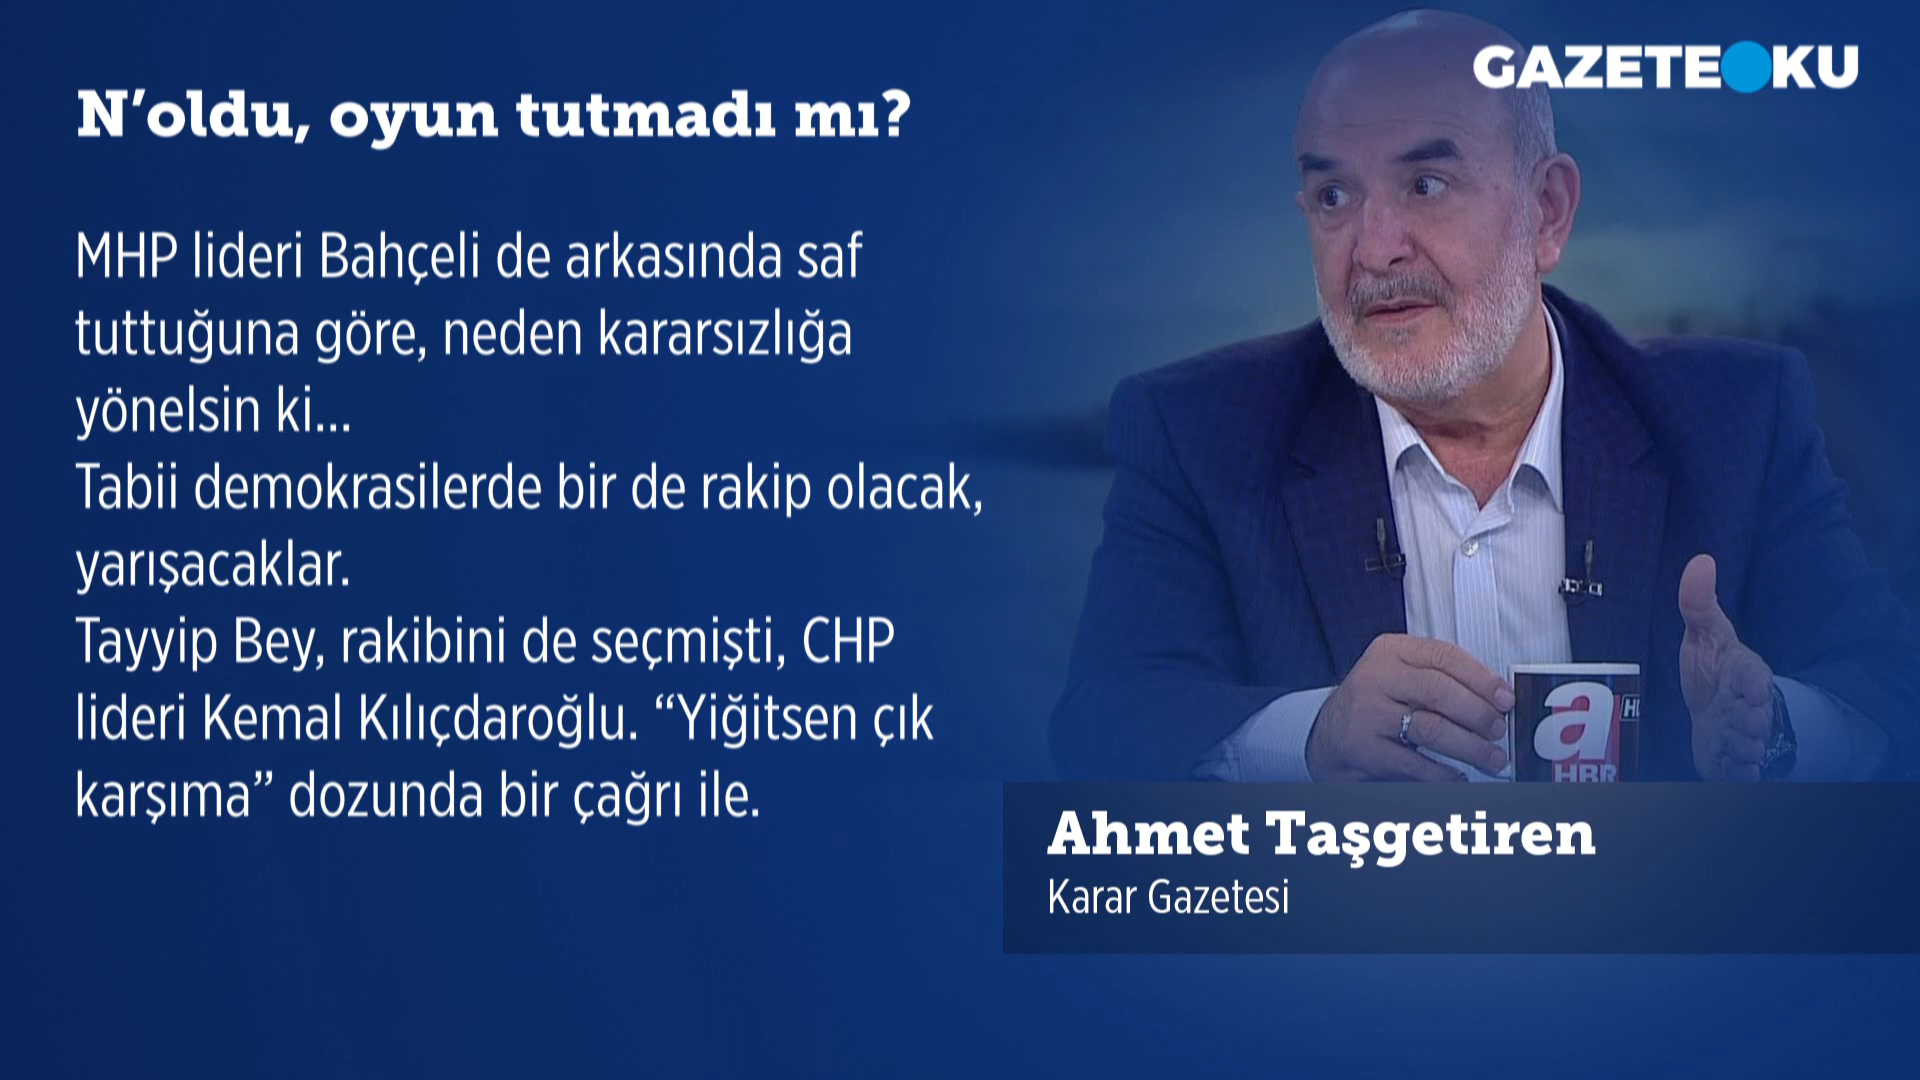 GAZETEOKU
N’oldu, oyun tutmadı mı?
MHP lideri Bahçeli de arkasında saf
tuttuğuna göre, neden kararsızlığa
yönelsin ki...
Tabii demokrasilerde bir de rakip olacak,
yarışacaklar.
Tayyip Bey, rakibini de seçmişti, CHP
lideri Kemal Kılıçdaroğlu. “Yiğitsen çık
karşıma” dozunda bir çağrı ile.
a
HBR
Ahmet Taşgetiren
Karar Gazetesi